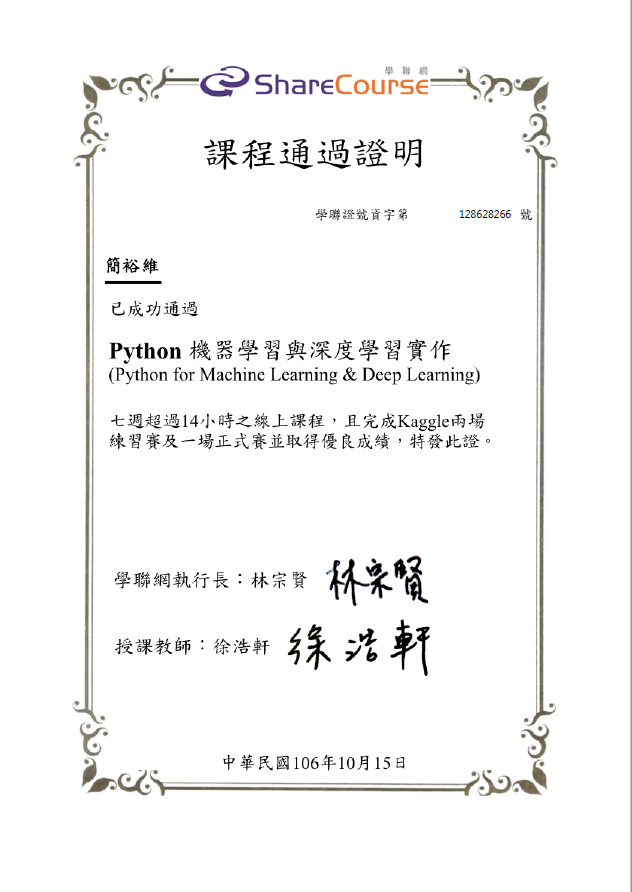 學聯網
ShareCourse
課程通過證明
學聯證號資字第 128628266 號
簡裕維
已成功通過
Python 機器學習與深度學習實作
(Python for Machine Learning & Deep Learning)
七週超過14小時之線上課程，且完成Kaggle兩場
練習賽及一場正式賽並取得優良成績，特發此證。
學聯網執行長：林宗賢 林宗賢
授課教師：徐浩軒 徐浩軒
中華民國106年10月15日